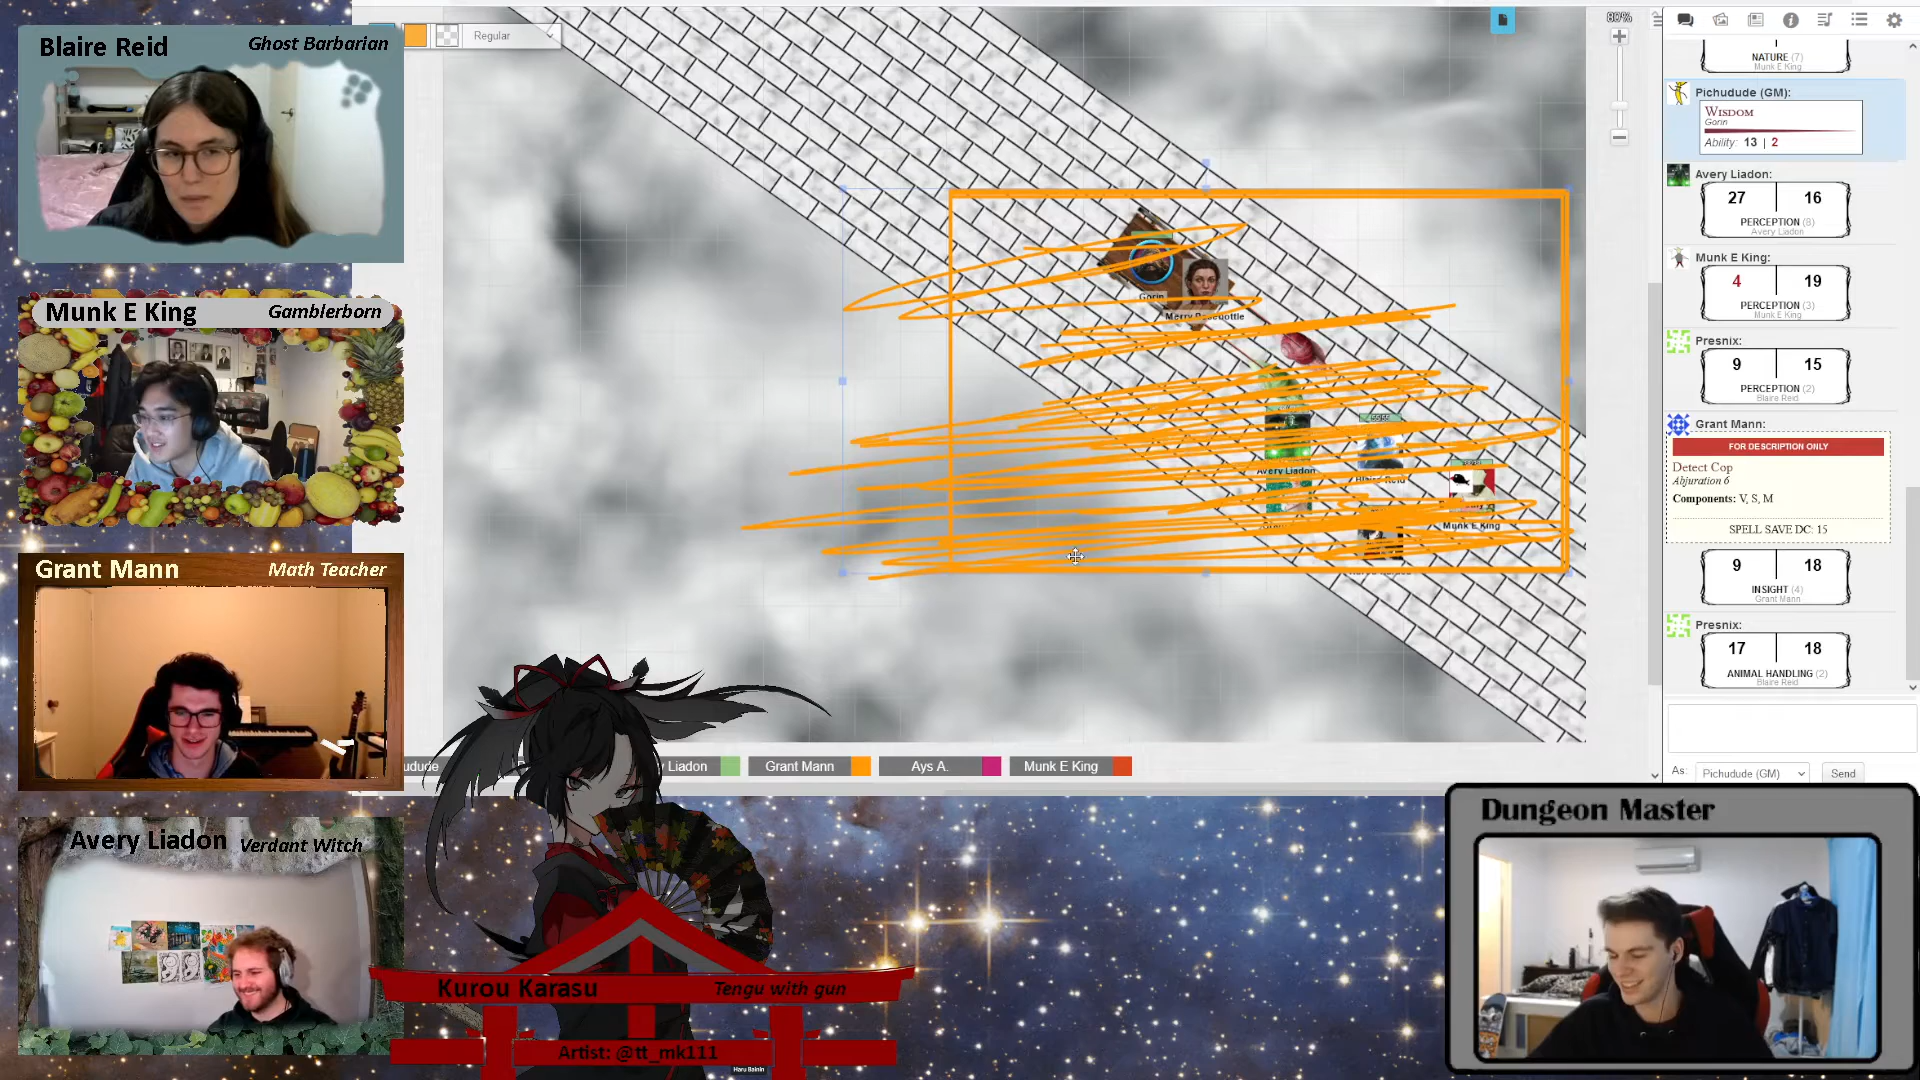 Blaire Reid
Ghost Barbarian
Munk E King
Gamblerborn
Grant Mann
Math Teacher
Avery Liadon
Verdant Witch
Regular
80%
Gorin
Merry
Avery Liadon
Blaire Reid
Munk E King
Liadon
Grant Mann
Ays A.
Munk E King
Kurou Karasu
Tengu with gun
Artist: @tt_mk111
Haru Bainin
NATURE (7)
Munk E King
Pichudude (GM):
WISDOM
Gorin
Ability: 13 | 2
Avery Liadon:
27 16
PERCEPTION (8)
Avery Liadon
Munk E King:
4 19
PERCEPTION (3)
Munk E King
Presnix:
9 15
PERCEPTION (2)
Blaire Reid
Grant Mann:
FOR DESCRIPTION ONLY
Detect Cop
Abjuration 6
Components: V, S, M
SPELL SAVE DC: 15
9 18
INSIGHT (4)
Grant Mann
Presnix:
17 18
ANIMAL HANDLING (2)
Blaire Reid
As: Pichudude (GM) Send
Dungeon Master